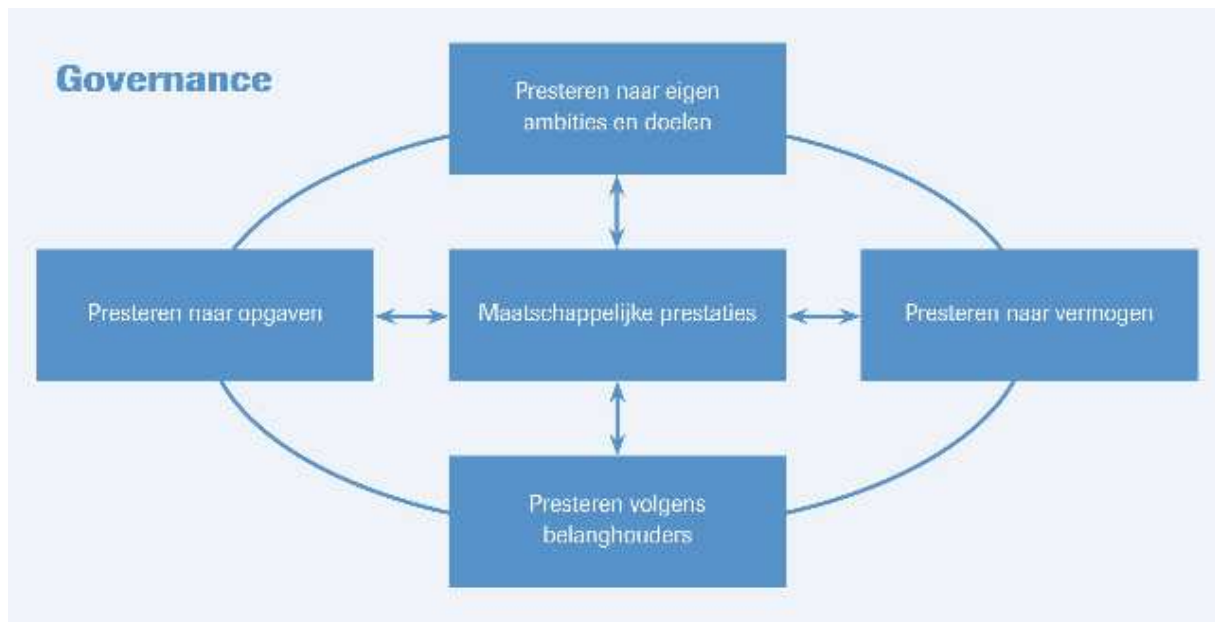 Governance
Presteren naar eigen
ambities en doelen
Presteren naar opgaven
Maatschappelijke prestaties
Presteren naar vermogen
Presteren volgens
belanghouders